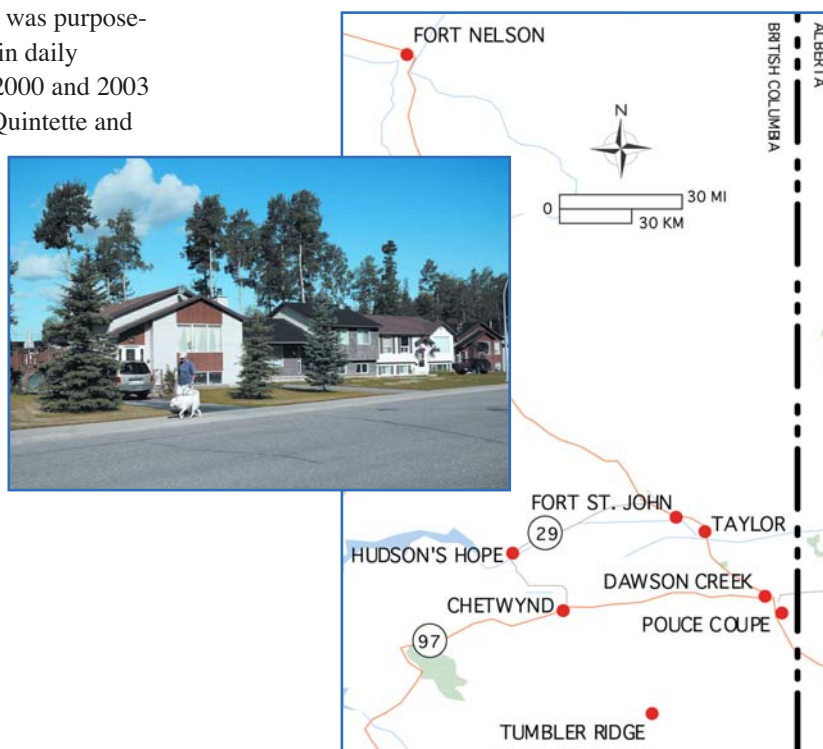 was purpose-
in daily
2000 and 2003
Quintette and
FORT NELSON
BRITISH COLUMBIA
ALBERTA
N
0
30 MI
30 KM
FORT ST. JOHN
TAYLOR
29
HUDSON'S HOPE
DAWSON CREEK
CHETWYND
POUCE COUPE
97
TUMBLER RIDGE